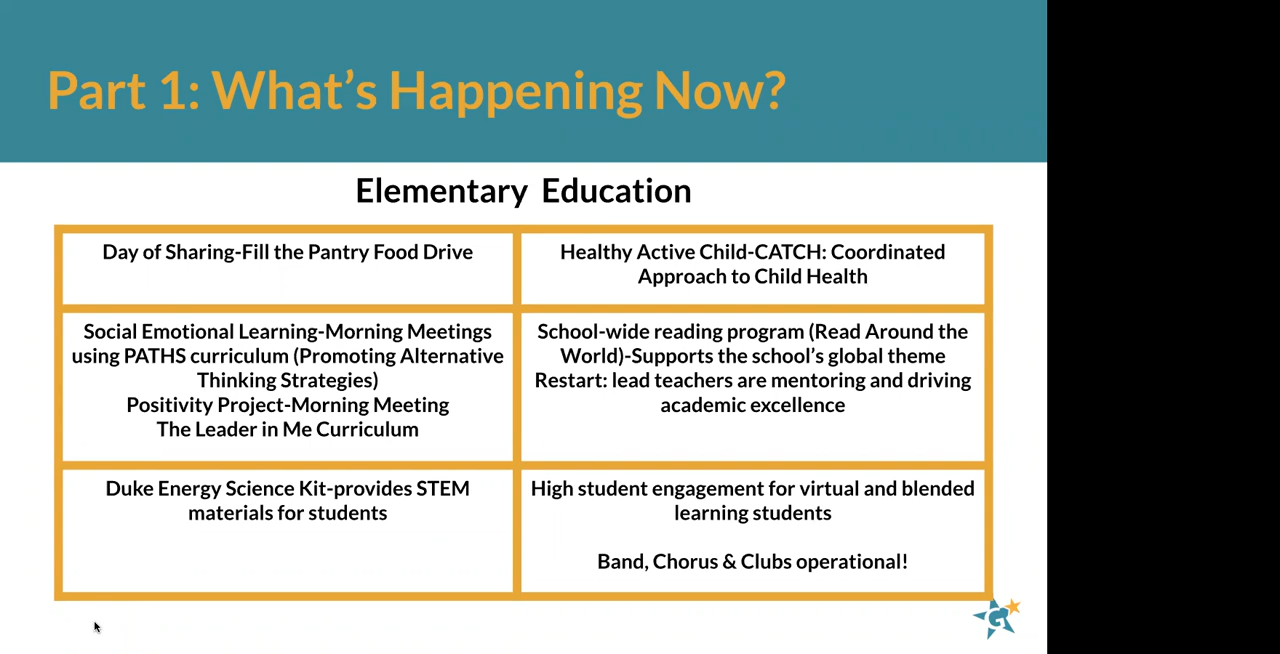 Part 1: What's Happening Now?
Elementary Education
Day of Sharing-Fill the Pantry Food Drive
Healthy Active Child-CATCH: Coordinated
Approach to Child Health
Social Emotional Learning-Morning Meetings
using PATHS curriculum (Promoting Alternative
Thinking Strategies)
Positivity Project-Morning Meeting
The Leader in Me Curriculum
School-wide reading program (Read Around the
World)-Supports the school's global theme
Restart: lead teachers are mentoring and driving
academic excellence
Duke Energy Science Kit-provides STEM
materials for students
High student engagement for virtual and blended
learning students
Band, Chorus & Clubs operational!
G